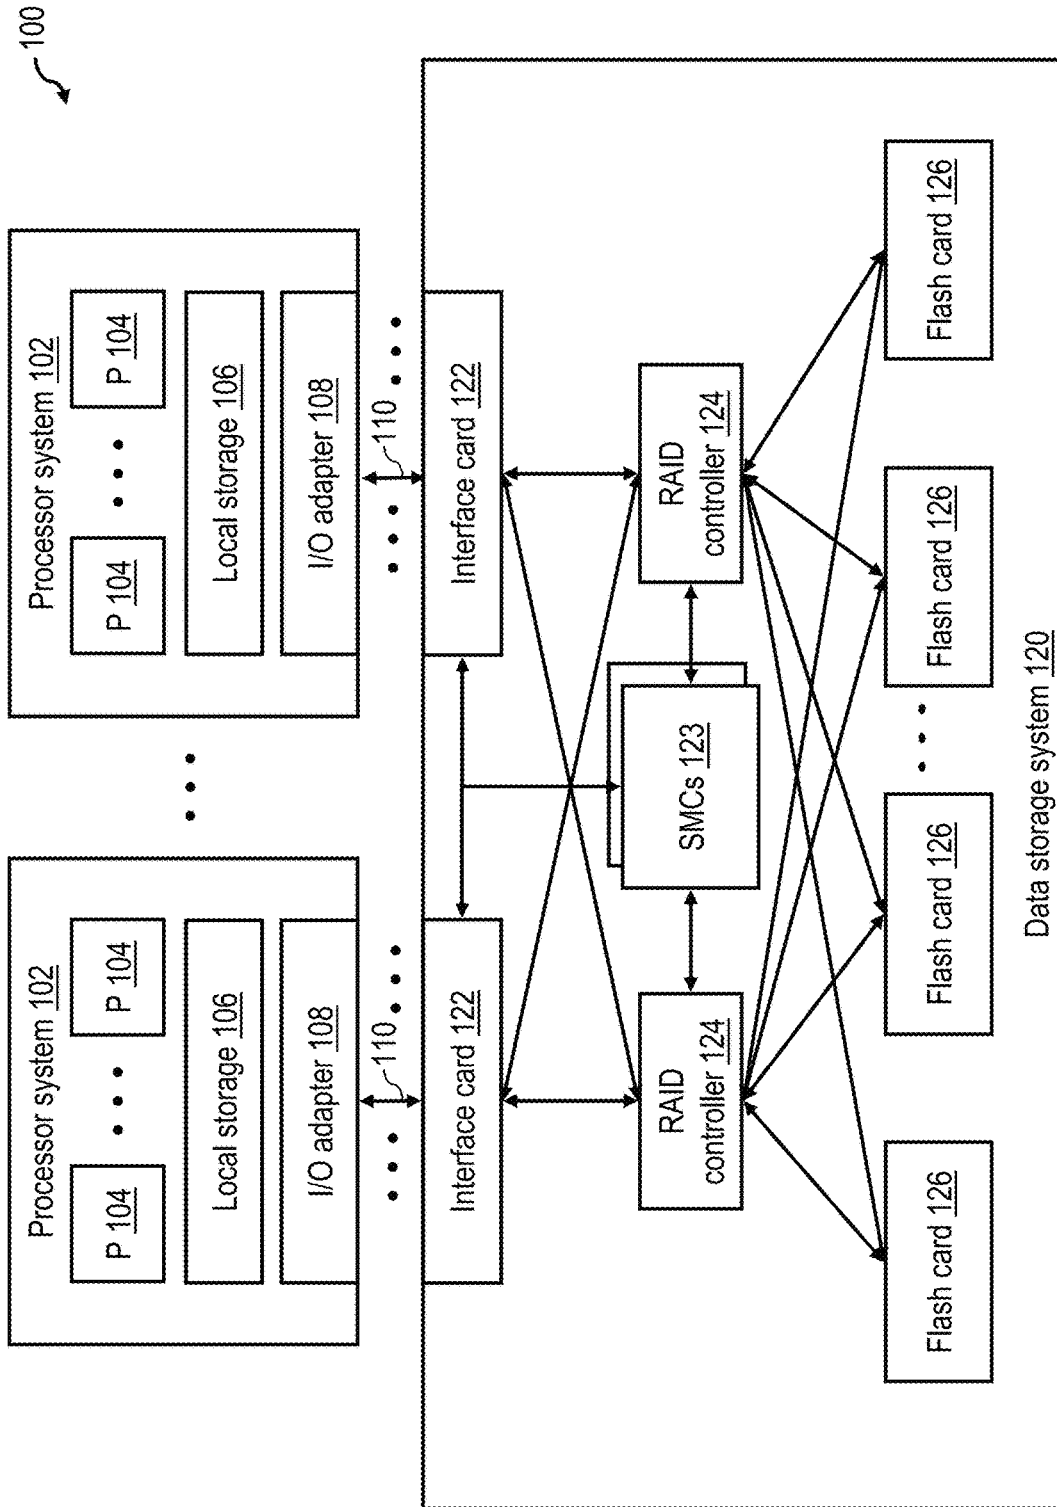 100
Processor system 102
Processor system 102
P 104
P 104
P 104
P 104
Local storage 106
Local storage 106
I/O adapter 108
I/O adapter 108
110
110
Interface card 122
Interface card 122
RAID
controller 124
SMCs 123
RAID
controller 124
Flash card 126
Flash card 126
Flash card 126
Flash card 126
Data storage system 120